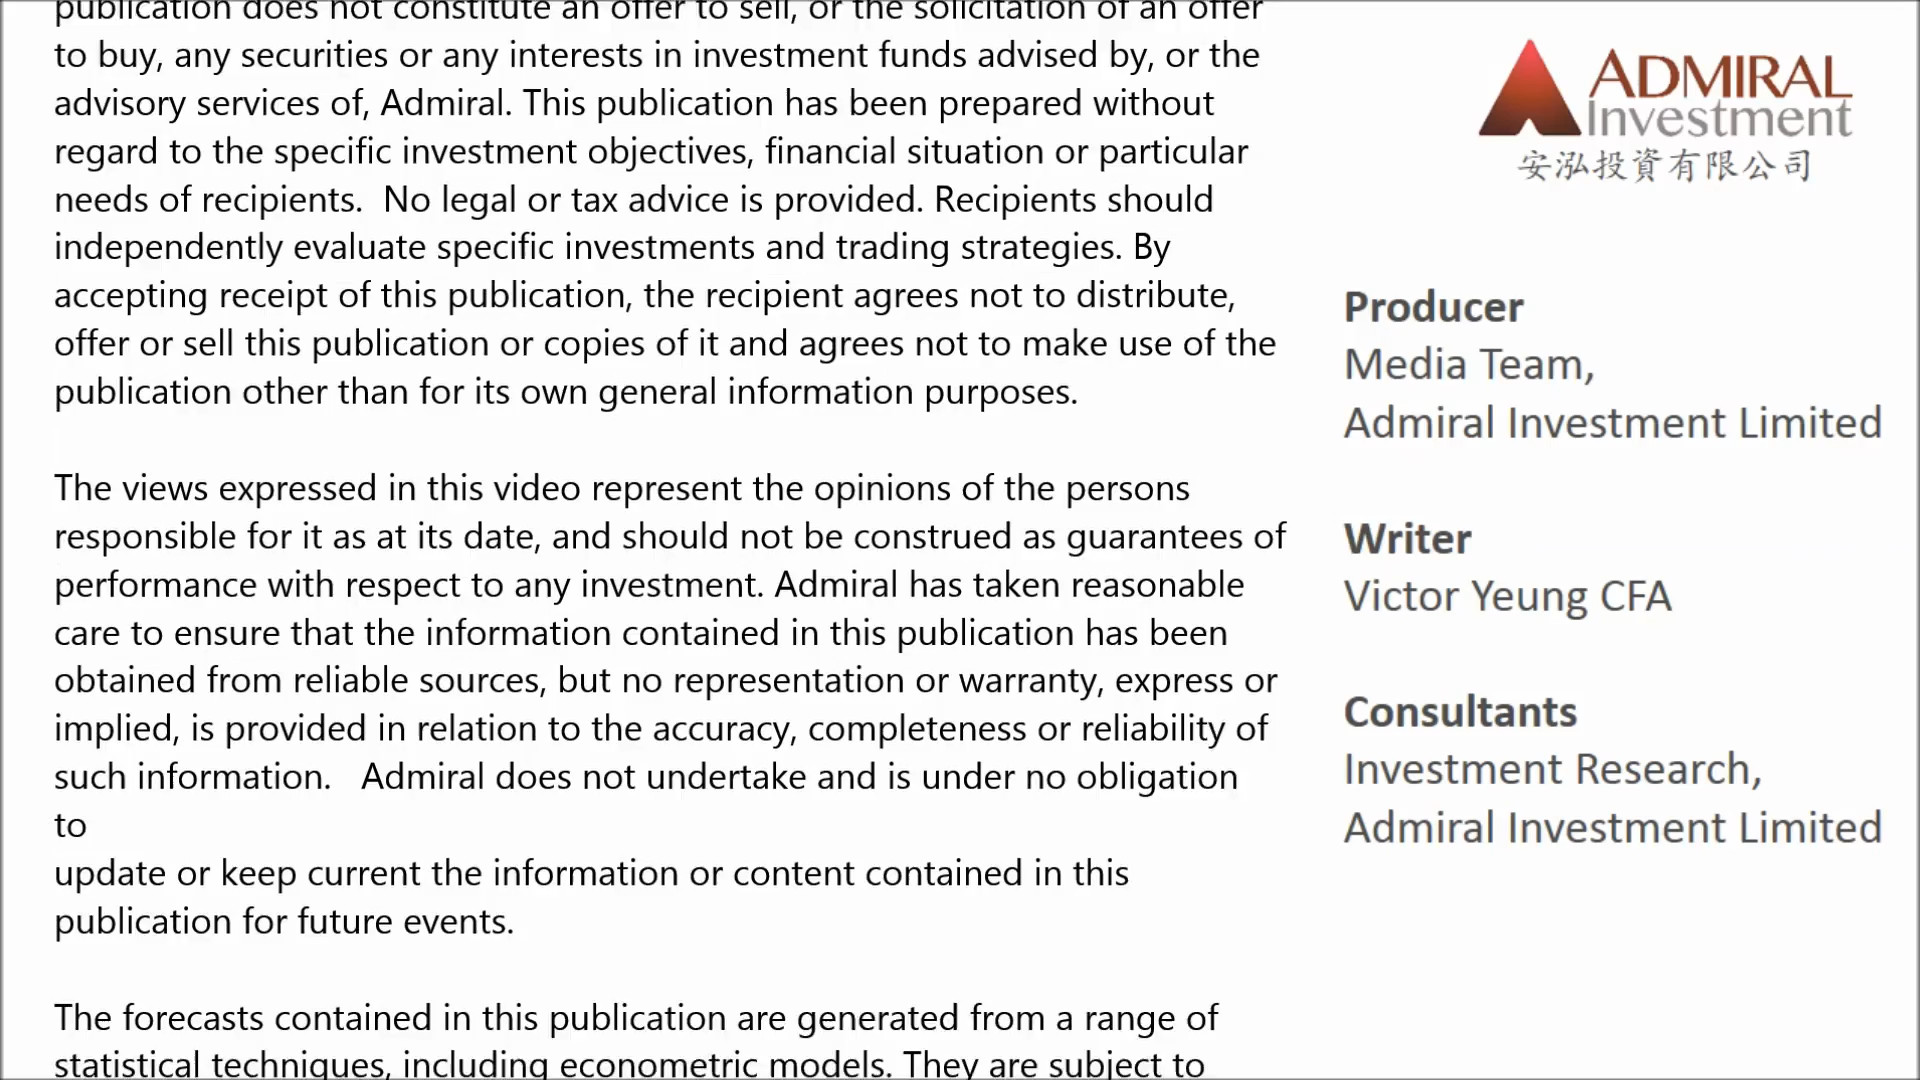 publication does not constitute an offer to sell, or the solicitation of an offer
to buy, any securities or any interests in investment funds advised by, or the
advisory services of, Admiral. This publication has been prepared without
regard to the specific investment objectives, financial situation or particular
needs of recipients.  No legal or tax advice is provided. Recipients should
independently evaluate specific investments and trading strategies. By
accepting receipt of this publication, the recipient agrees not to distribute,
offer or sell this publication or copies of it and agrees not to make use of the
publication other than for its own general information purposes.
The views expressed in this video represent the opinions of the persons
responsible for it as at its date, and should not be construed as guarantees of
performance with respect to any investment. Admiral has taken reasonable
care to ensure that the information contained in this publication has been
obtained from reliable sources, but no representation or warranty, express or
implied, is provided in relation to the accuracy, completeness or reliability of
such information.   Admiral does not undertake and is under no obligation
to
update or keep current the information or content contained in this
publication for future events.
The forecasts contained in this publication are generated from a range of
statistical techniques, including econometric models. They are subject to
ADMIRAL
Investment
安泓投資有限公司
Producer
Media Team,
Admiral Investment Limited
Writer
Victor Yeung CFA
Consultants
Investment Research,
Admiral Investment Limited